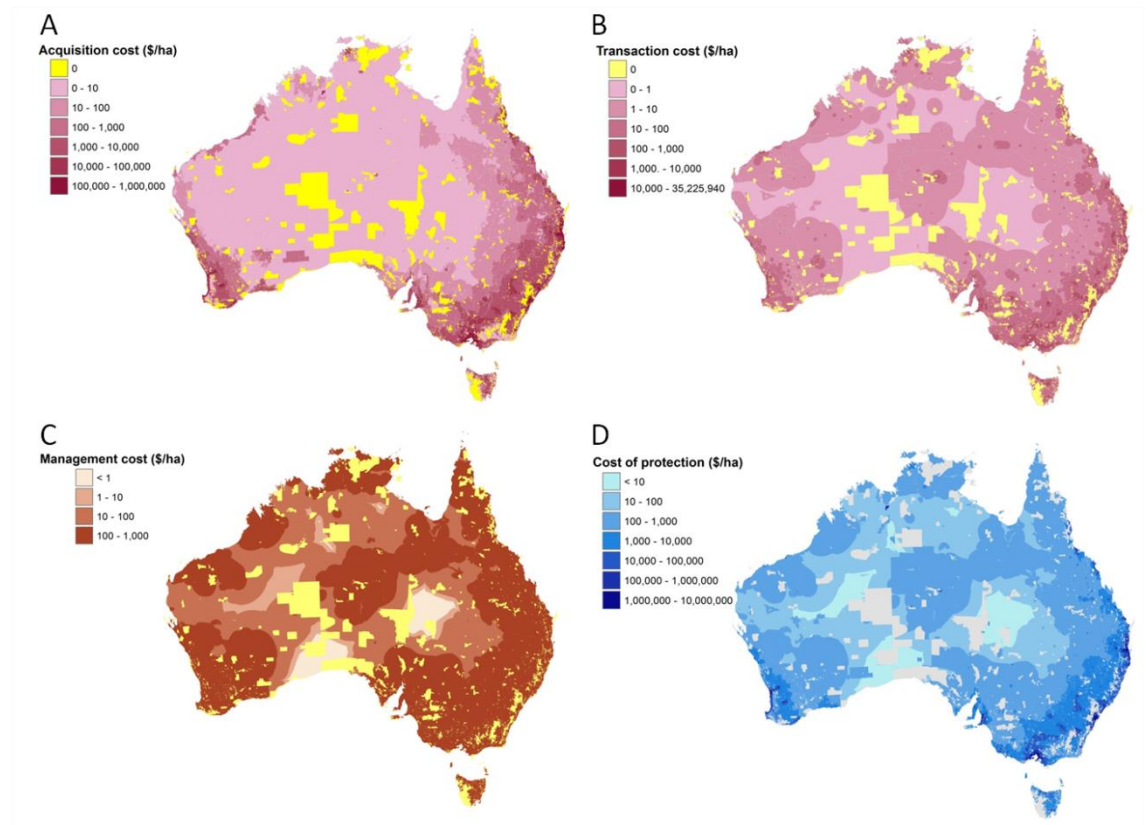 A
Acquisition cost ($/ha)
0
0 - 10
10 - 100
100 - 1,000
1,000 - 10,000
10,000 - 100,000
100,000 - 1,000,000
B
Transaction cost ($/ha)
0
0 - 1
1 - 10
10 - 100
100 - 1,000
1,000. - 10,000
10,000 - 35,225,940
C
Management cost ($/ha)
< 1
1 - 10
10 - 100
100 - 1,000
D
Cost of protection ($/ha)
< 10
10 - 100
100 - 1,000
1,000 - 10,000
10,000 - 100,000
100,000 - 1,000,000
1,000,000 - 10,000,000